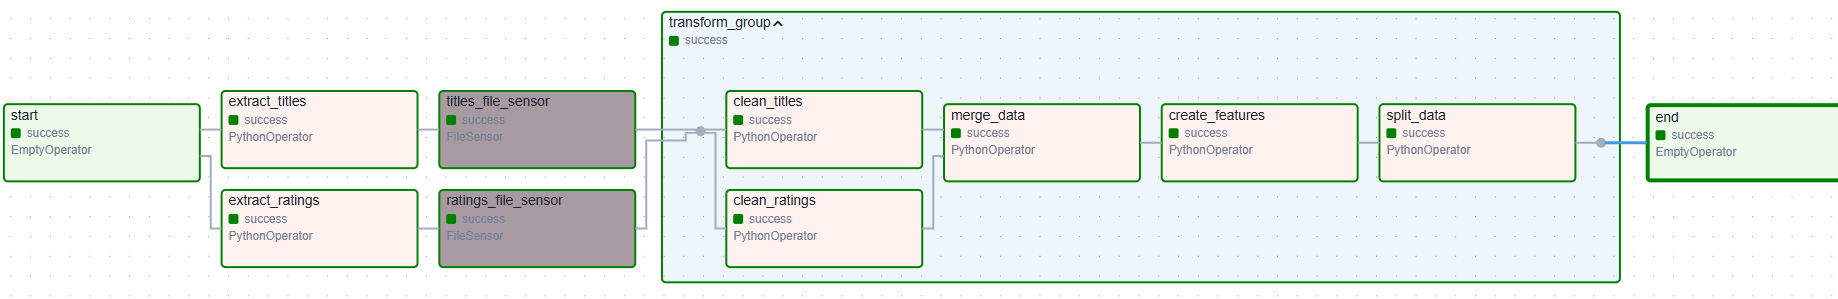 start
success
EmptyOperator
extract_titles
success
PythonOperator
extract_ratings
success
PythonOperator
titles_file_sensor
success
FileSensor
ratings_file_sensor
success
FileSensor
transform_group
success
clean_titles
success
PythonOperator
clean_ratings
success
PythonOperator
merge_data
success
PythonOperator
create_features
success
PythonOperator
split_data
success
PythonOperator
end
success
EmptyOperator